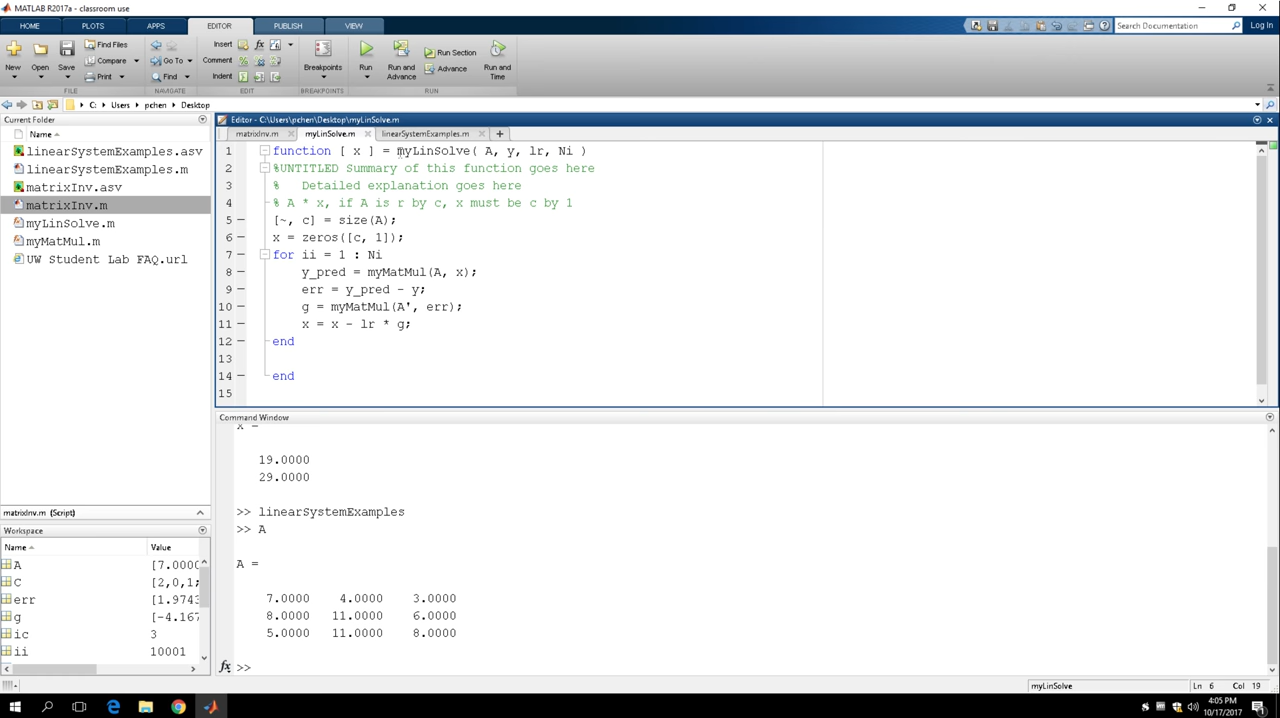 MATLAB R2017a - classroom use
HOME PLOTS APPS EDITOR PUBLISH VIEW
Search Documentation
Log In
New Open Save Find Files Compare Print
Go To Find
Insert Comment Indent
Breakpoints
Run Run and Advance Run Section Advance Run and Time
FILE NAVIGATE EDIT BREAKPOINTS RUN
C: Users pchen Desktop
Current Folder
Name
linearSystemExamples.asv
linearSystemExamples.m
matrixInv.asv
matrixInv.m
myLinSolve.m
myMatMul.m
UW Student Lab FAQ.url
matrixInv.m (Script)
Workspace
Name Value
A [7.0000
C [2,0,1;
err [1.9743
g [-4.167
ic 3
ii 10001
Editor - C:\Users\pchen\Desktop\myLinSolve.m
matrixInv.m myLinSolve.m linearSystemExamples.m
1 function [ x ] = myLinSolve( A, y, lr, Ni )
2 %UNTITLED Summary of this function goes here
3 % Detailed explanation goes here
4 % A * x, if A is r by c, x must be c by 1
5 [~, c] = size(A);
6 x = zeros([c, 1]);
7 for ii = 1 : Ni
8 y_pred = myMatMul(A, x);
9 err = y_pred - y;
10 g = myMatMul(A', err);
11 x = x - lr * g;
12 end
13
14 end
15
Command Window
x =
19.0000
29.0000
>> linearSystemExamples
>> A
A =
7.0000 4.0000 3.0000
8.0000 11.0000 6.0000
5.0000 11.0000 8.0000
fx >>
myLinSolve Ln 6 Col 19
4:05 PM
10/17/2017